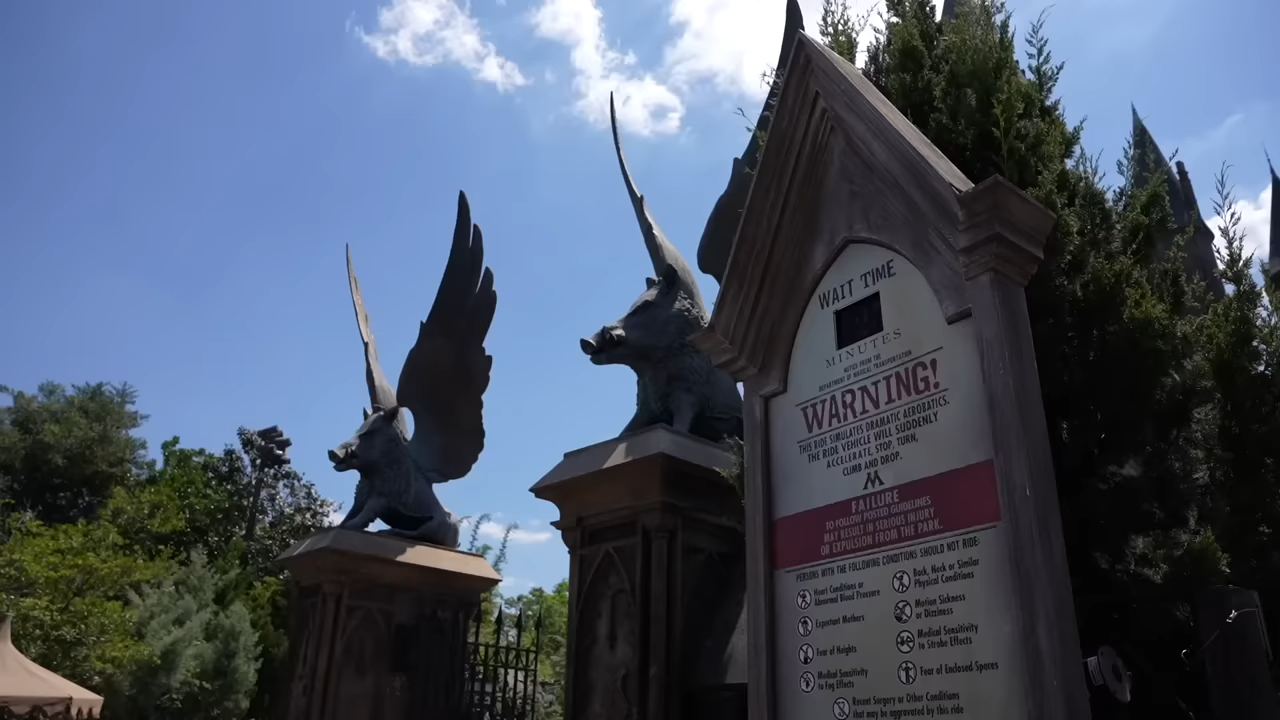 WAIT TIME
MINUTES
NOTICE FROM THE
DEPARTMENT OF MAGICAL TRANSPORTATION
WARNING!
THIS RIDE SIMULATES DRAMATIC AEROBATICS.
THE RIDE VEHICLE WILL SUDDENLY
ACCELERATE, STOP, TURN,
CLIMB AND DROP.
M
FAILURE
TO FOLLOW POSTED GUIDELINES
MAY RESULT IN SERIOUS INJURY
OR EXPULSION FROM THE PARK.
PERSONS WITH THE FOLLOWING CONDITIONS SHOULD NOT RIDE:
Heart Conditions or
Abnormal Blood Pressure
Expectant Mothers
Fear of Heights
Medical Sensitivity
to Fog Effects
Back, Neck or Similar
Physical Conditions
Motion Sickness
or Dizziness
Medical Sensitivity
to Strobe Effects
Fear of Enclosed Spaces
Recent Surgery or Other Conditions
that may be aggravated by this ride